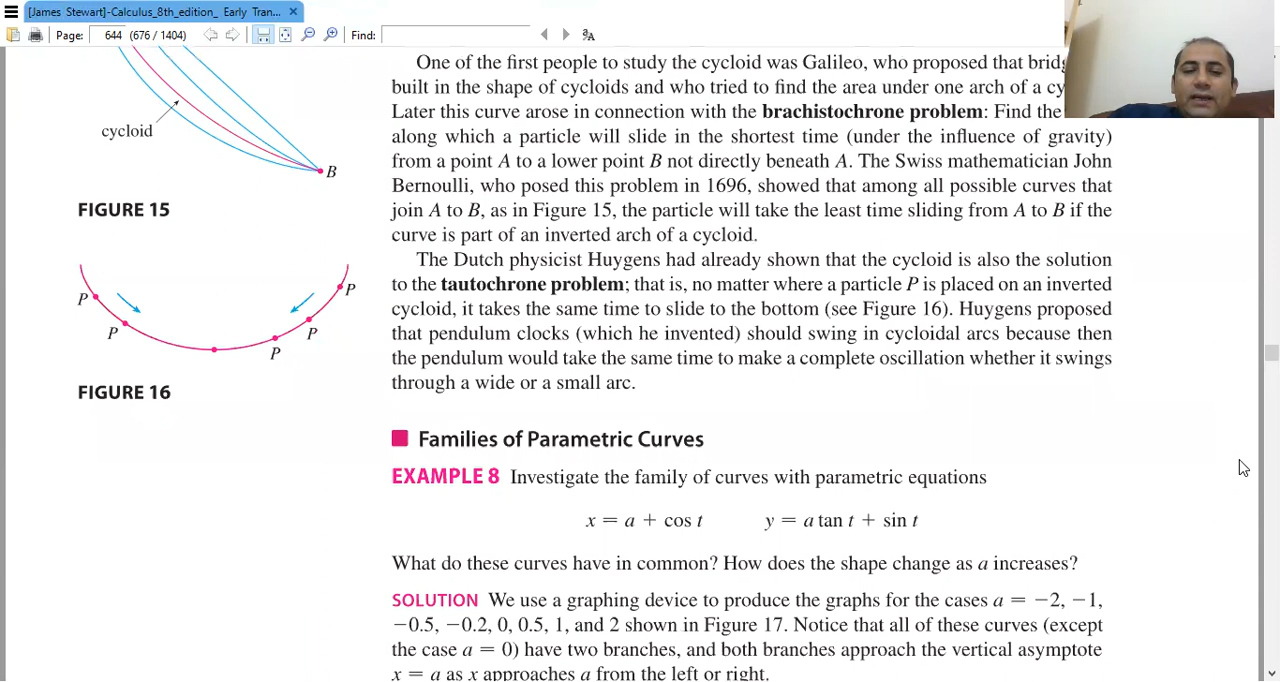 [James Stewart]-Calculus_8th_edition_ Early Tran... ×
Page: 644 (676 / 1404) Find:
One of the first people to study the cycloid was Galileo, who proposed that brid
built in the shape of cycloids and who tried to find the area under one arch of a cy
Later this curve arose in connection with the brachistochrone problem: Find the
along which a particle will slide in the shortest time (under the influence of gravity)
from a point A to a lower point B not directly beneath A. The Swiss mathematician John
Bernoulli, who posed this problem in 1696, showed that among all possible curves that
join A to B, as in Figure 15, the particle will take the least time sliding from A to B if the
curve is part of an inverted arch of a cycloid.
The Dutch physicist Huygens had already shown that the cycloid is also the solution
to the tautochrone problem; that is, no matter where a particle P is placed on an inverted
cycloid, it takes the same time to slide to the bottom (see Figure 16). Huygens proposed
that pendulum clocks (which he invented) should swing in cycloidal arcs because then
the pendulum would take the same time to make a complete oscillation whether it swings
through a wide or a small arc.
cycloid
B
FIGURE 15
P
P
P
P
P
FIGURE 16
Families of Parametric Curves
EXAMPLE 8 Investigate the family of curves with parametric equations
x = a + cos t y = a tan t + sin t
What do these curves have in common? How does the shape change as a increases?
SOLUTION We use a graphing device to produce the graphs for the cases a = −2, −1,
−0.5, −0.2, 0, 0.5, 1, and 2 shown in Figure 17. Notice that all of these curves (except
the case a = 0) have two branches, and both branches approach the vertical asymptote
x = a as x approaches a from the left or right.